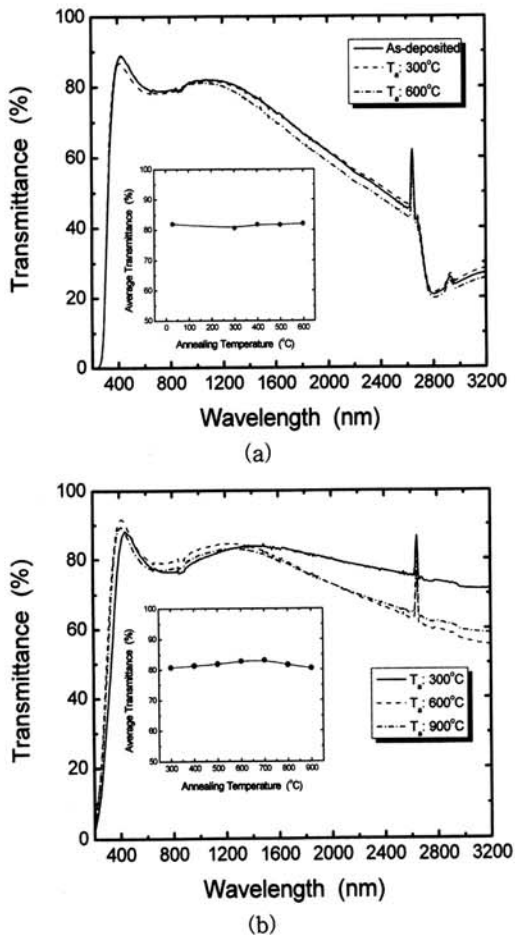 100
80
60
40
20
0
Transmittance (%)
As-deposited
Tₐ: 300°C
Tₐ: 600°C
100
90
80
70
60
50
Average Transmittance (%)
0 100 200 300 400 500 600
Annealing Temperature (°C)
400 800 1200 1600 2000 2400 2800 3200
Wavelength (nm)
(a)
100
80
60
40
20
0
Transmittance (%)
100
90
80
70
60
50
Average Transmittance (%)
300 400 500 600 700 800 900
Annealing Temperature (°C)
Tₐ: 300°C
Tₐ: 600°C
Tₐ: 900°C
400 800 1200 1600 2000 2400 2800 3200
Wavelength (nm)
(b)